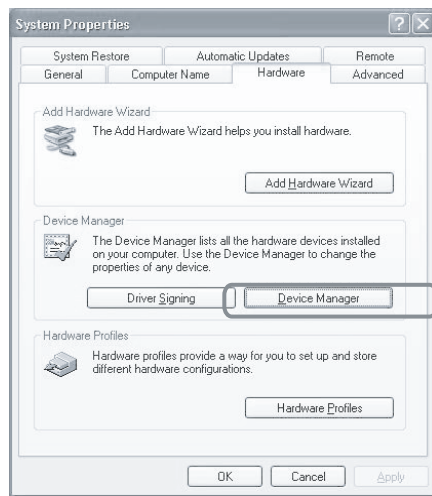 System Properties
System Restore Automatic Updates Remote
General Computer Name Hardware Advanced
Add Hardware Wizard
The Add Hardware Wizard helps you install hardware.
Add Hardware Wizard
Device Manager
The Device Manager lists all the hardware devices installed
on your computer. Use the Device Manager to change the
properties of any device.
Driver Signing Device Manager
Hardware Profiles
Hardware profiles provide a way for you to set up and store
different hardware configurations.
Hardware Profiles
OK Cancel Apply